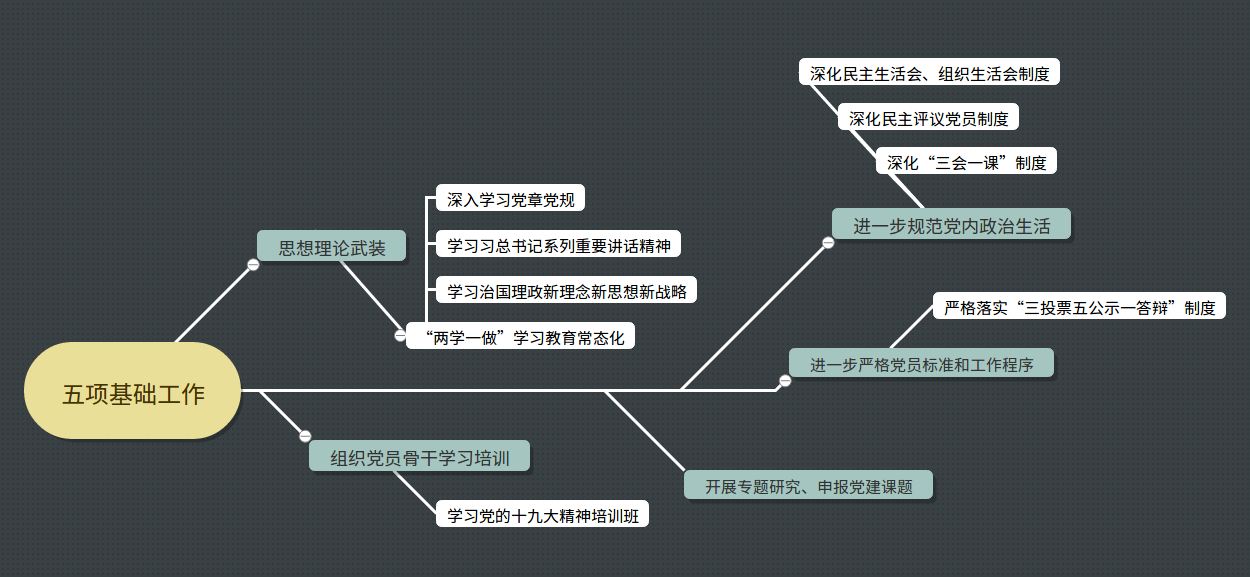 深化民主生活会、组织生活会制度
深化民主评议党员制度
深化“三会一课”制度
进一步规范党内政治生活
深入学习党章党规
思想理论武装
学习习总书记系列重要讲话精神
学习治国理政新理念新思想新战略
“两学一做”学习教育常态化
严格落实“三投票五公示一答辩”制度
进一步严格党员标准和工作程序
五项基础工作
组织党员骨干学习培训
开展专题研究、申报党建课题
学习党的十九大精神培训班